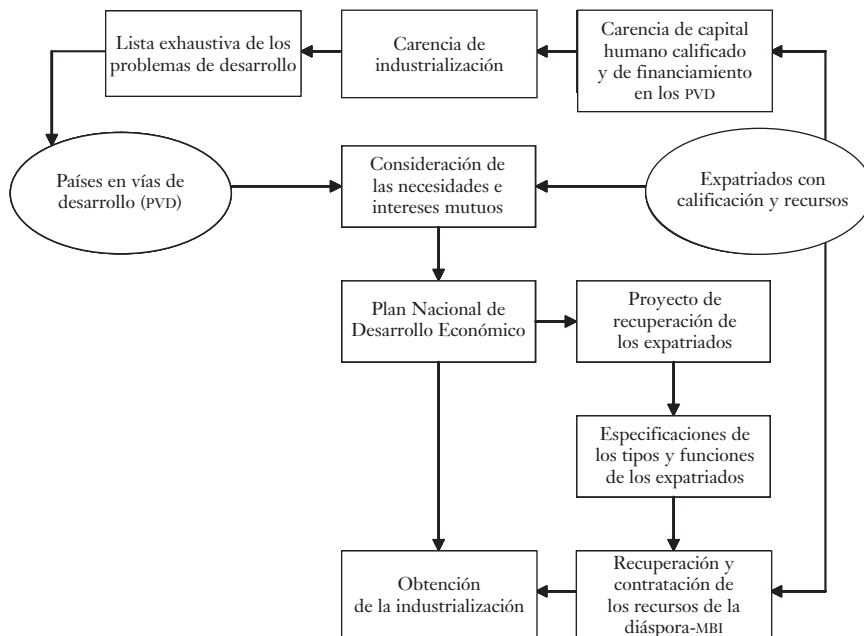 Lista exhaustiva de los
problemas de desarrollo
Carencia de
industrialización
Carencia de capital
humano calificado
y de financiamiento
en los PVD
Países en vías de
desarrollo (PVD)
Consideración de
las necesidades e
intereses mutuos
Expatriados con
calificación y recursos
Plan Nacional de
Desarrollo Económico
Proyecto de
recuperación de
los expatriados
Especificaciones de
los tipos y funciones
de los expatriados
Obtención
de la industrialización
Recuperación y
contratación de
los recursos de la
diáspora-MBI